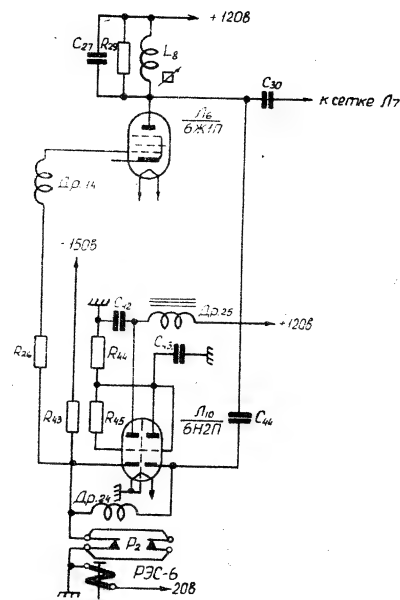 +120В
C27
R29
L8
C30
к сетке Л7
Л6
6Ж1П
Др.14
-150В
C42
Др.25
+120В
R44
C43
R24
R43
R45
Л10
6Н2П
C44
Др.24
P2
РЭС-6
20В